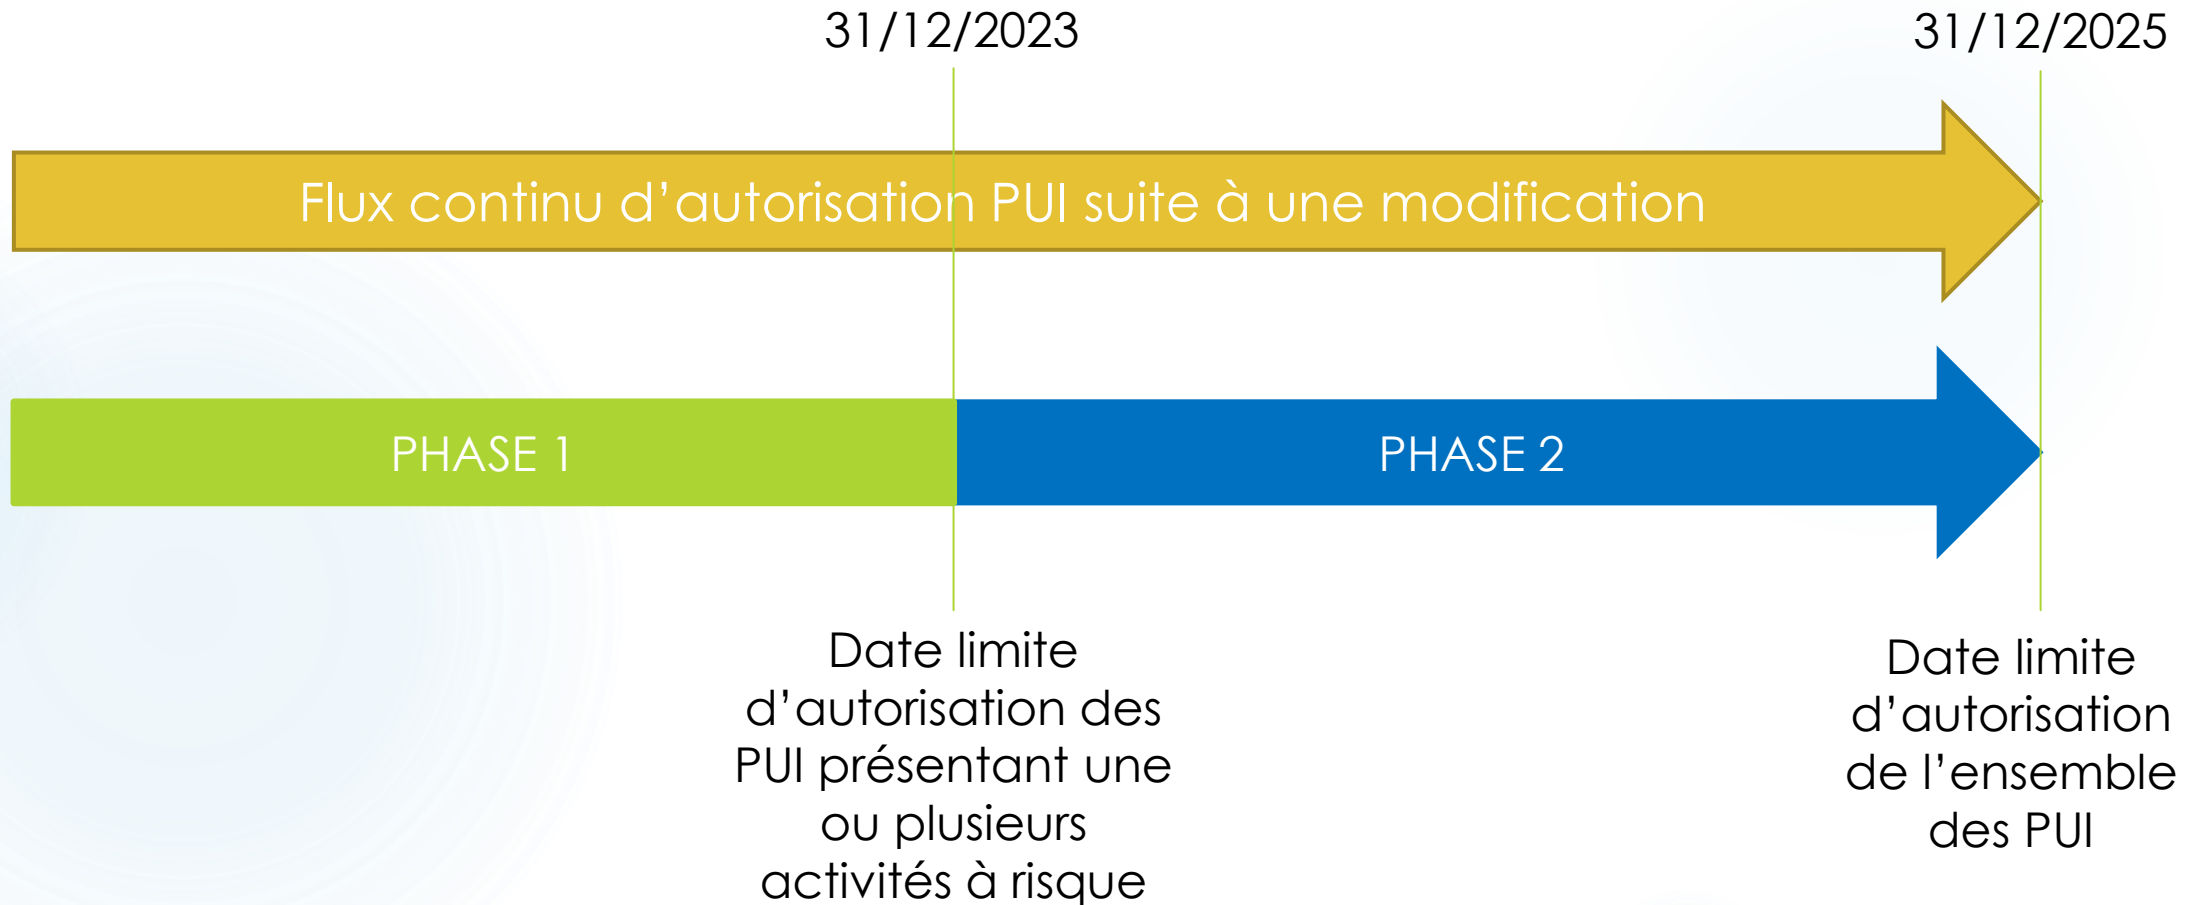 31/12/2023
31/12/2025
Flux continu d’autorisation PUI suite à une modification
PHASE 1
PHASE 2
Date limite
d’autorisation des
PUI présentant une
ou plusieurs
activités à risque
Date limite
d’autorisation
de l’ensemble
des PUI